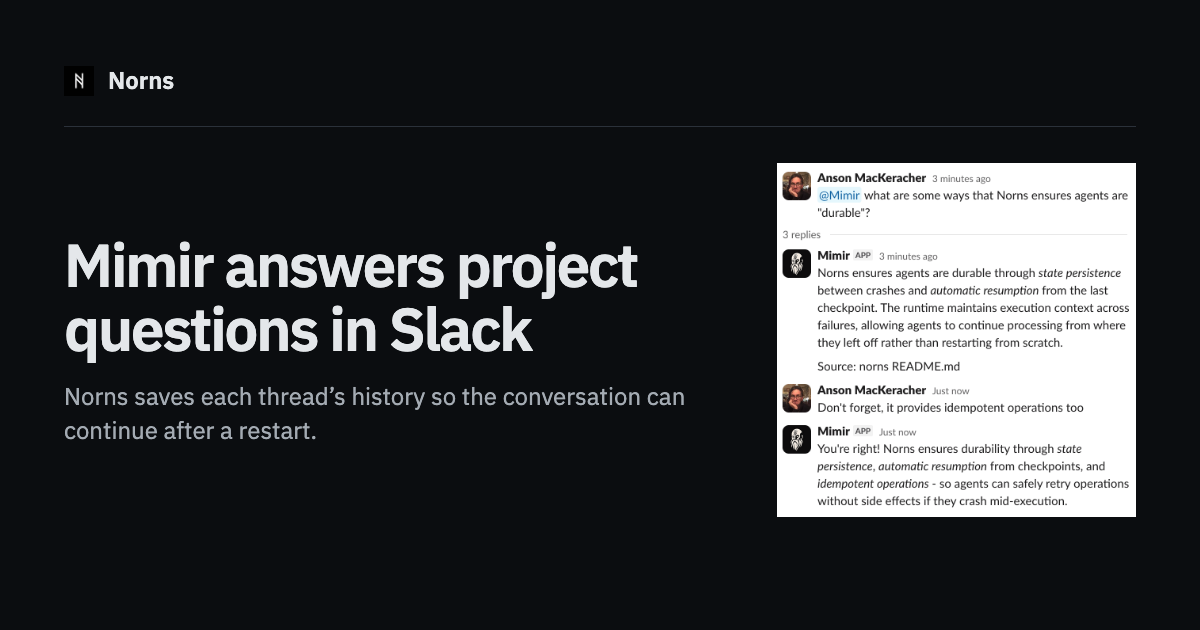 Norns
Mimir answers project
questions in Slack
Norns saves each thread’s history so the conversation can
continue after a restart.
Anson MacKeracher 3 minutes ago
@Mimir what are some ways that Norns ensures agents are
"durable"?
3 replies
Mimir APP 3 minutes ago
Norns ensures agents are durable through state persistence
between crashes and automatic resumption from the last
checkpoint. The runtime maintains execution context across
failures, allowing agents to continue processing from where
they left off rather than restarting from scratch.
Source: norns README.md
Anson MacKeracher Just now
Don't forget, it provides idempotent operations too
Mimir APP Just now
You're right! Norns ensures durability through state
persistence, automatic resumption from checkpoints, and
idempotent operations - so agents can safely retry operations
without side effects if they crash mid-execution.